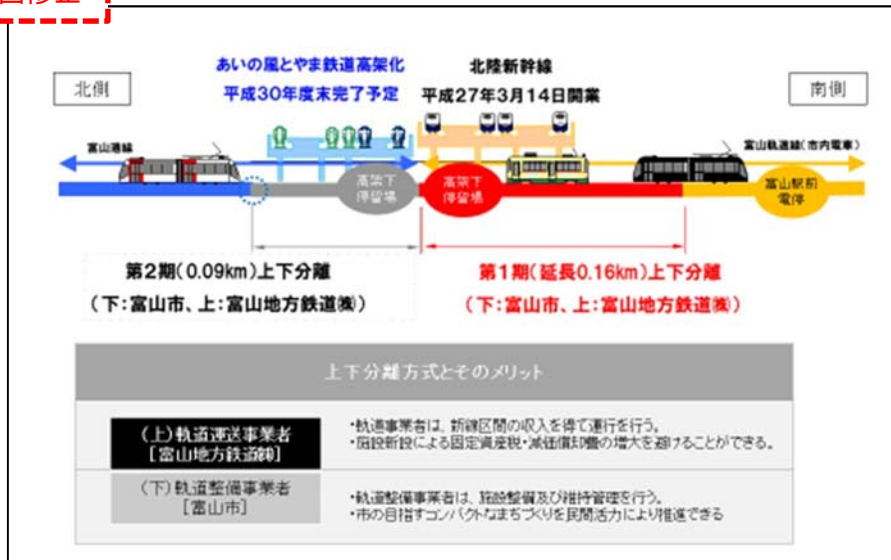 北側
南側
あいの風とやま鉄道高架化
平成30年度末完了予定
北陸新幹線
平成27年3月14日開業
富山港線
富山軌道線(市内電車)
高架下
停留場
高架下
停留場
富山駅前
電停
第2期(0.09km)上下分離
(下:富山市、上:富山地方鉄道㈱)
第1期(延長0.16km)上下分離
(下:富山市、上:富山地方鉄道㈱)
上下分離方式とそのメリット
(上)軌道運送事業者
[富山地方鉄道㈱]
・軌道事業者は、新線区間の収入を得て運行を行う。
・施設新設による固定資産税・減価償却費の増大を避けることができる。
(下)軌道整備事業者
[富山市]
・軌道整備事業者は、施設整備及び維持管理を行う。
・市の目指すコンパクトなまちづくりを民間活力により推進できる